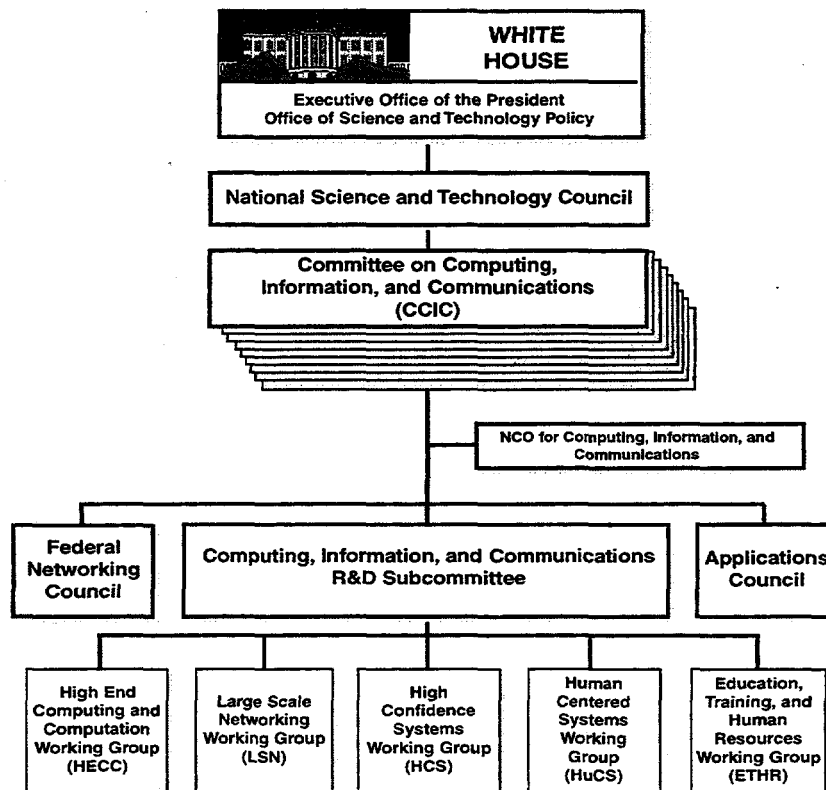 WHITE
HOUSE
Executive Office of the President
Office of Science and Technology Policy
National Science and Technology Council
Committee on Computing,
Information, and Communications
(CCIC)
NCO for Computing, Information, and
Communications
Federal
Networking
Council
Computing, Information, and Communications
R&D Subcommittee
Applications
Council
High End
Computing and
Computation
Working Group
(HECC)
Large Scale
Networking
Working Group
(LSN)
High
Confidence
Systems
Working Group
(HCS)
Human
Centered
Systems
Working
Group
(HuCS)
Education,
Training, and
Human
Resources
Working Group
(ETHR)